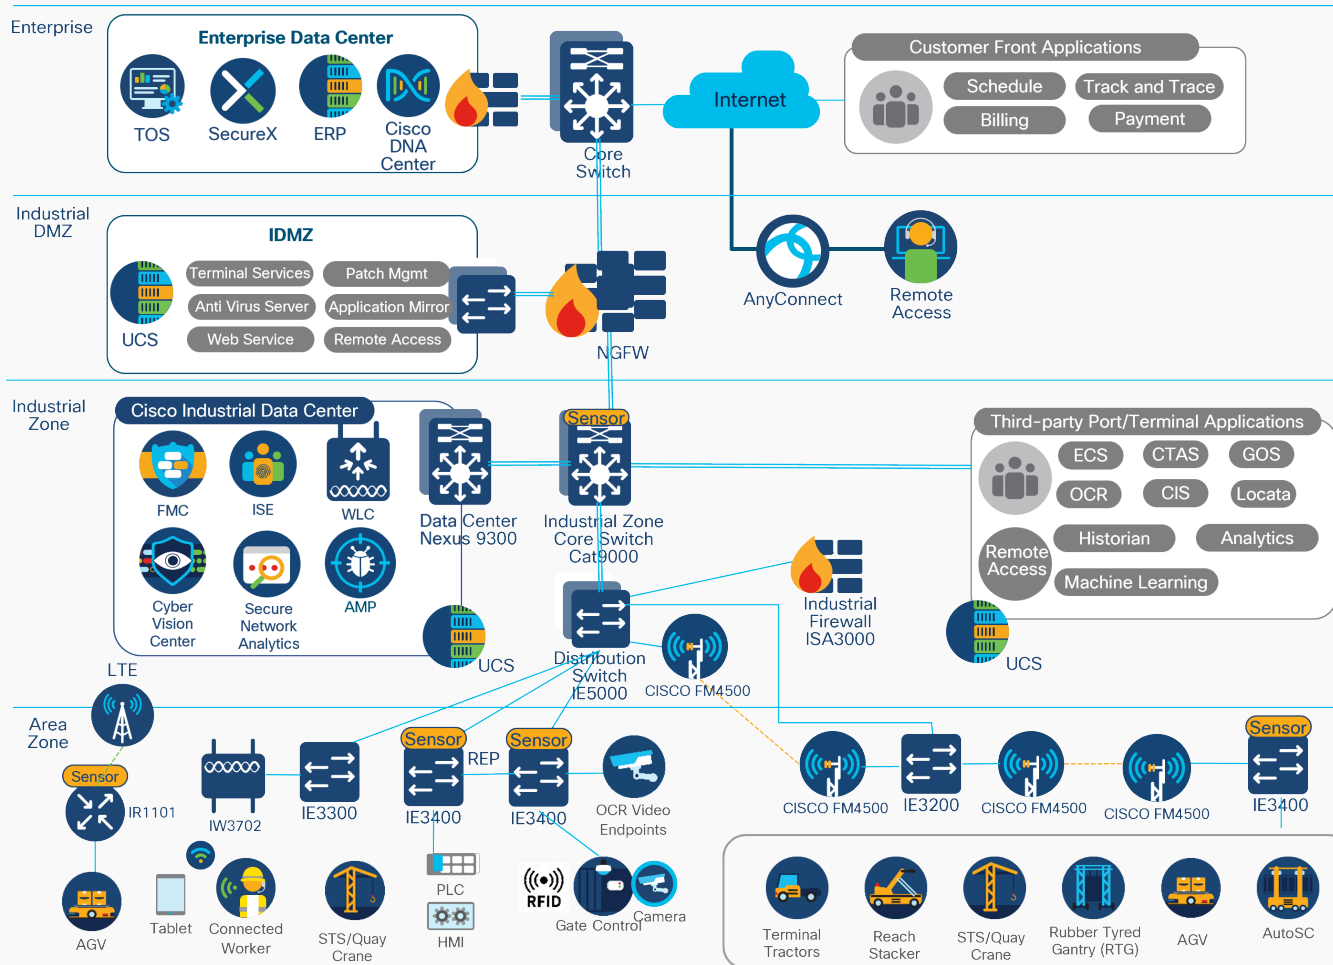 Enterprise
Enterprise Data Center
TOS
SecureX
ERP
Cisco
DNA
Center
Core
Switch
Internet
Customer Front Applications
Schedule
Track and Trace
Billing
Payment
Industrial
DMZ
IDMZ
UCS
Terminal Services
Patch Mgmt
Anti Virus Server
Application Mirror
Web Service
Remote Access
NGFW
AnyConnect
Remote
Access
Industrial
Zone
Cisco Industrial Data Center
FMC
ISE
WLC
Cyber
Vision
Center
Secure
Network
Analytics
AMP
UCS
Data Center
Nexus 9300
Sensor
Industrial Zone
Core Switch
Cat9000
Distribution
Switch
IE5000
CISCO FM4500
Industrial
Firewall
ISA3000
Third-party Port/Terminal Applications
ECS
CTAS
GOS
OCR
CIS
Locata
Remote
Access
Historian
Analytics
Machine Learning
UCS
LTE
Area
Zone
Sensor
IR1101
AGV
IW3702
IE3300
Sensor
IE3400
REP
Sensor
IE3400
OCR Video
Endpoints
Tablet
Connected
Worker
STS/Quay
Crane
PLC
HMI
RFID
Gate Control
Camera
CISCO FM4500
IE3200
CISCO FM4500
CISCO FM4500
Sensor
IE3400
Terminal
Tractors
Reach
Stacker
STS/Quay
Crane
Rubber Tyred
Gantry (RTG)
AGV
AutoSC